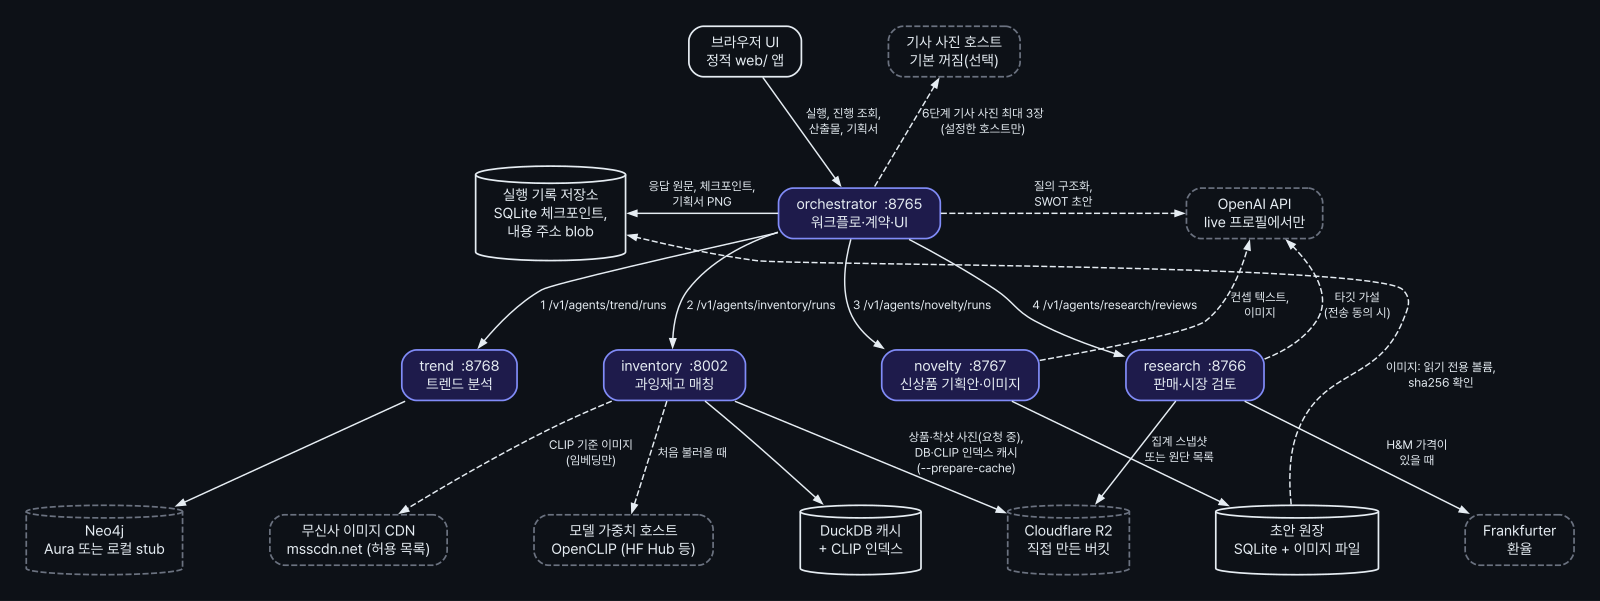 브라우저 UI
정적 web/ 앱
기사 사진 호스트
기본 꺼짐(선택)
실행, 진행 조회,
산출물, 기획서
6단계 기사 사진 최대 3장
(설정한 호스트만)
실행 기록 저장소
SQLite 체크포인트,
내용 주소 blob
응답 원문, 체크포인트,
기획서 PNG
orchestrator :8765
워크플로·계약·UI
질의 구조화,
SWOT 초안
OpenAI API
live 프로필에서만
1 /v1/agents/trend/runs
2 /v1/agents/inventory/runs
3 /v1/agents/novelty/runs
4 /v1/agents/research/reviews
컨셉 텍스트,
이미지
타깃 가설
(전송 동의 시)
trend :8768
트렌드 분석
inventory :8002
과잉재고 매칭
novelty :8767
신상품 기획안·이미지
research :8766
판매·시장 검토
이미지: 읽기 전용 볼륨,
sha256 확인
CLIP 기준 이미지
(임베딩만)
처음 불러올 때
상품·착샷 사진(요청 중),
DB·CLIP 인덱스 캐시
(--prepare-cache)
집계 스냅샷
또는 원단 목록
H&M 가격이
있을 때
Neo4j
Aura 또는 로컬 stub
무신사 이미지 CDN
msscdn.net (허용 목록)
모델 가중치 호스트
OpenCLIP (HF Hub 등)
DuckDB 캐시
+ CLIP 인덱스
Cloudflare R2
직접 만든 버킷
초안 원장
SQLite + 이미지 파일
Frankfurter
환율